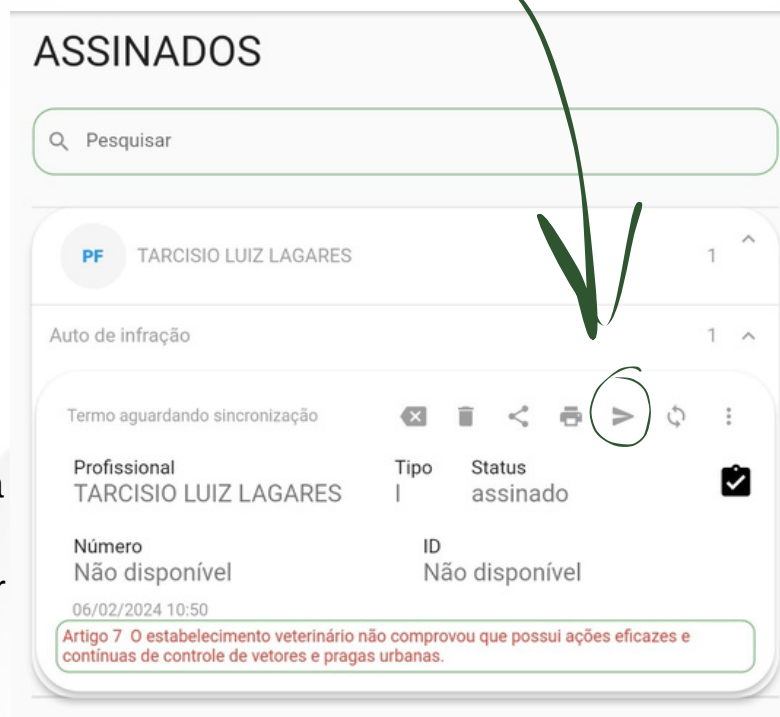 ASSINADOS
Pesquisar
PF TARCISIO LUIZ LAGARES 1
Auto de infração 1
Termo aguardando sincronização
Profissional Tipo Status
TARCISIO LUIZ LAGARES I assinado
Número ID
Não disponível Não disponível
06/02/2024 10:50
Artigo 7 O estabelecimento veterinário não comprovou que possui ações eficazes e
contínuas de controle de vetores e pragas urbanas.